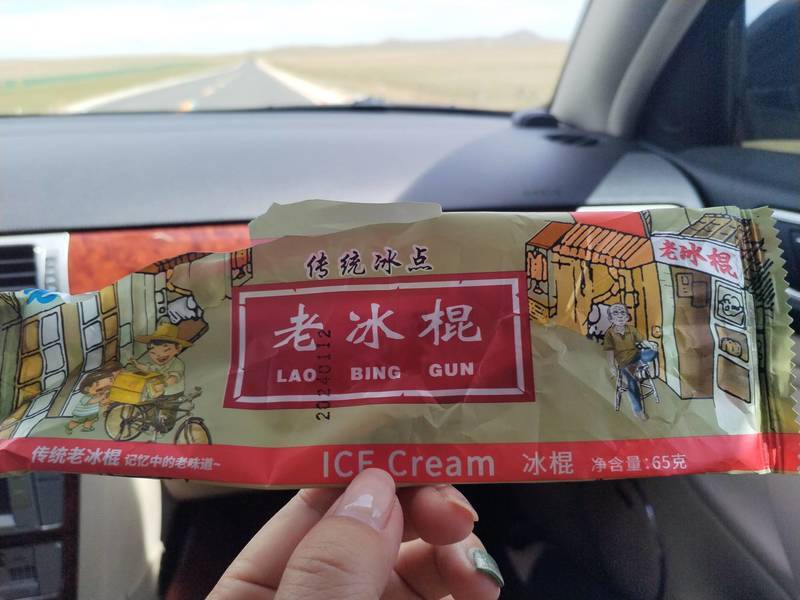 传统冰点
老冰棍
LAO BING GUN
20240112
老冰棍
传统老冰棍 记忆中的老味道~
ICE Cream 冰棍 净含量:65克